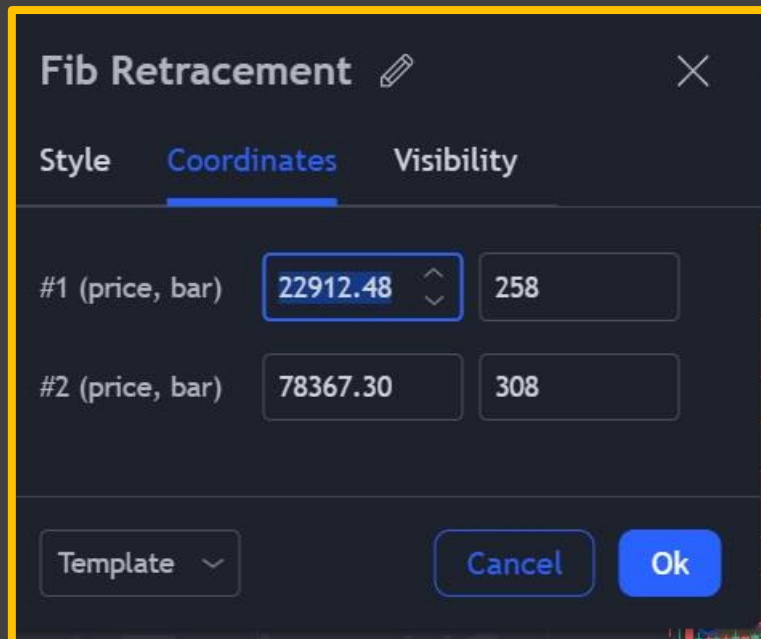 Fib Retracement
Style Coordinates Visibility
#1 (price, bar) 22912.48 258
#2 (price, bar) 78367.30 308
Template Cancel Ok